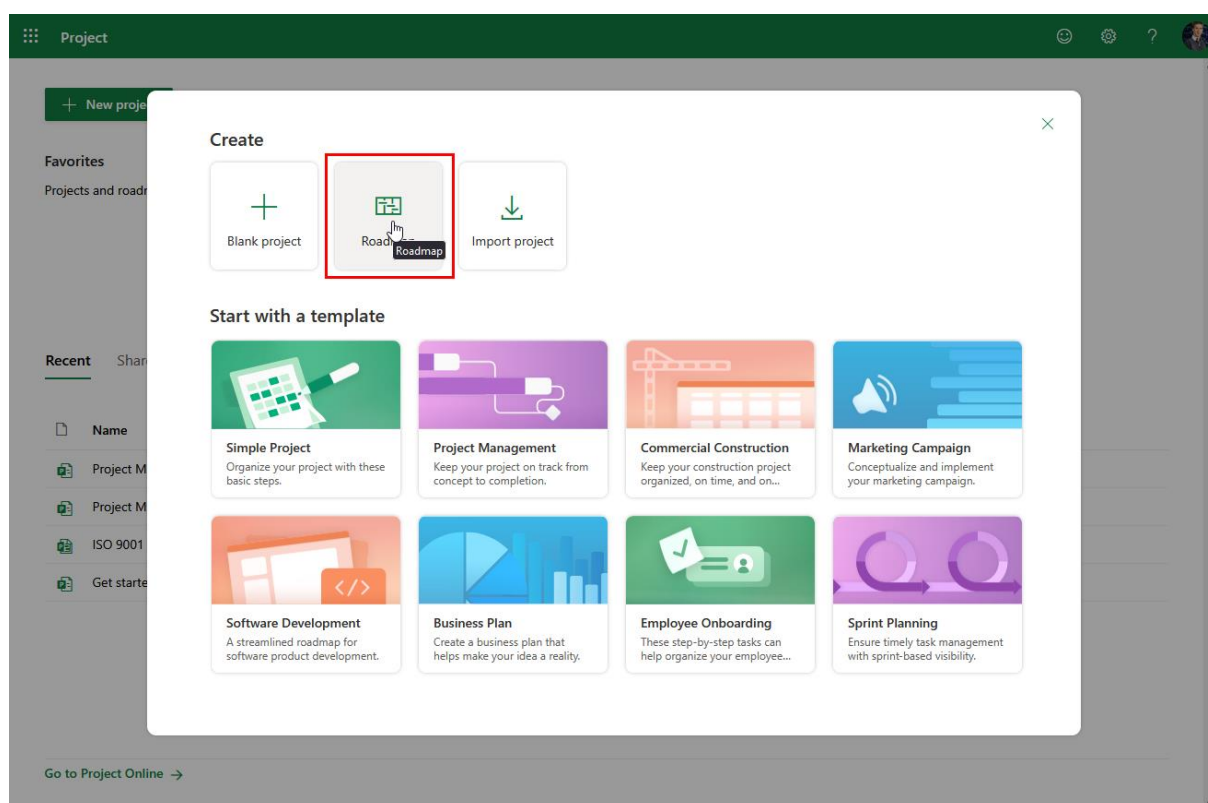 Project
?
New proje
Create
Favorites
Projects and roadr
Blank project
Import project
Roadmap
Start with a template
Recent Shar
Name
Project M
Project M
ISO 9001
Get starte
Simple Project
Organize your project with these
basic steps.
Project Management
Keep your project on track from
concept to completion.
Commercial Construction
Keep your construction project
organized, on time, and on...
Marketing Campaign
Conceptualize and implement
your marketing campaign.
</>
Software Development
A streamlined roadmap for
software product development.
Business Plan
Create a business plan that
helps make your idea a reality.
Employee Onboarding
These step-by-step tasks can
help organize your employee...
Sprint Planning
Ensure timely task management
with sprint-based visibility.
Go to Project Online →